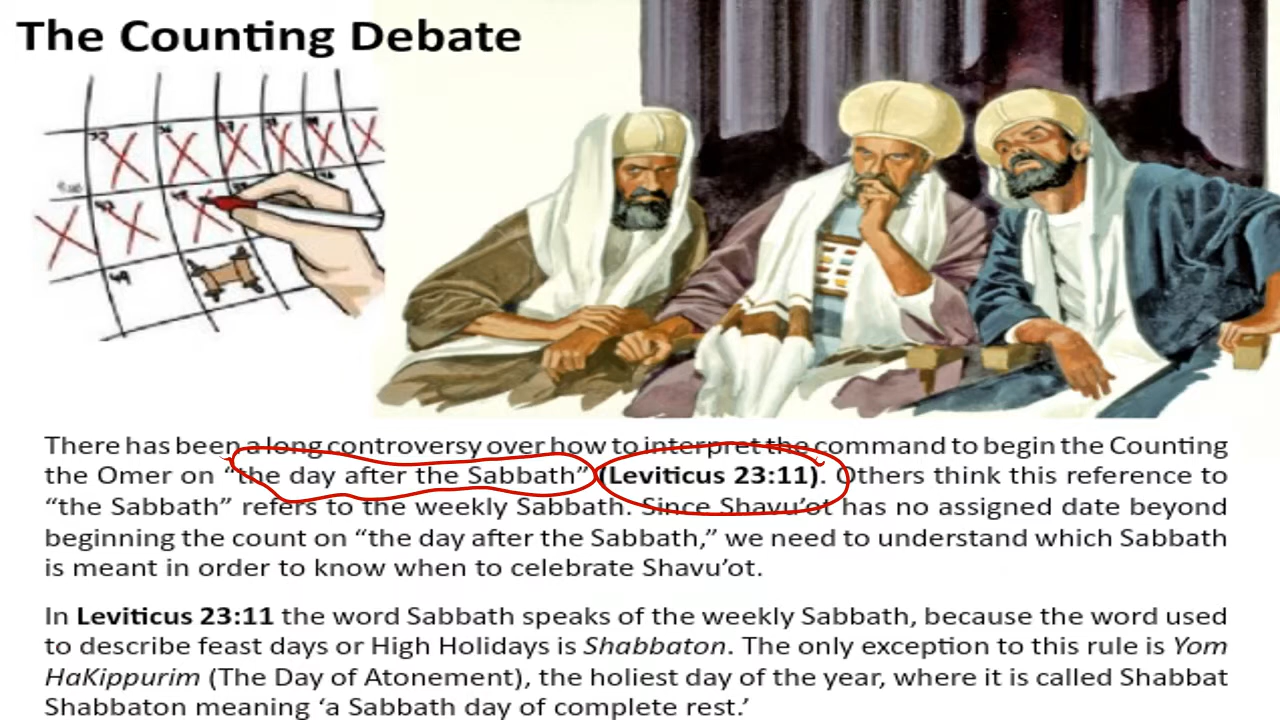 The Counting Debate
There has been a long controversy over how to interpret the command to begin the Counting
the Omer on “the day after the Sabbath” (Leviticus 23:11). Others think this reference to
“the Sabbath” refers to the weekly Sabbath. Since Shavu’ot has no assigned date beyond
beginning the count on “the day after the Sabbath,” we need to understand which Sabbath
is meant in order to know when to celebrate Shavu’ot.
In Leviticus 23:11 the word Sabbath speaks of the weekly Sabbath, because the word used
to describe feast days or High Holidays is Shabbaton. The only exception to this rule is Yom
HaKippurim (The Day of Atonement), the holiest day of the year, where it is called Shabbat
Shabbaton meaning ‘a Sabbath day of complete rest.’